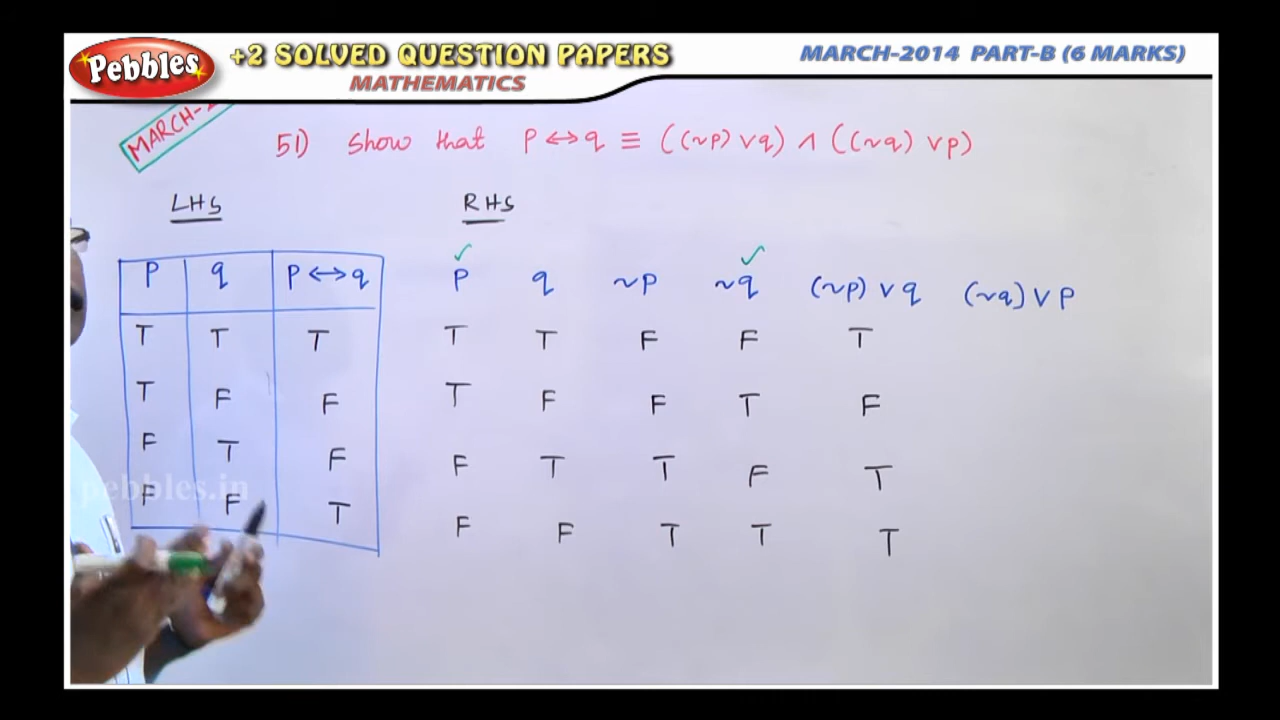 Pebbles
+2 SOLVED QUESTION PAPERS
MATHEMATICS
MARCH-2014 PART-B (6 MARKS)
MARCH-
51) Show that P ↔ q ≡ ((~P) ∨ q) ∧ ((~q) ∨ P)
LHS
P q P ↔ q
T T T
T F F
F T F
F F T
RHS
P q ~P ~q (~P) ∨ q (~q) ∨ P
T T F F T
T F F T F
F T T F T
F F T T T
pebbles.in